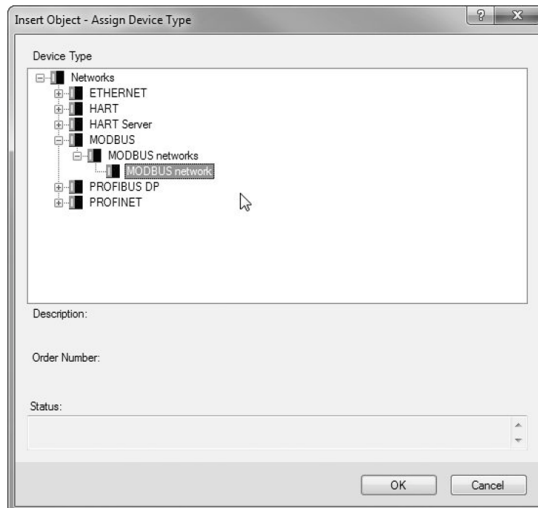 Insert Object - Assign Device Type
Device Type
Networks
ETHERNET
HART
HART Server
MODBUS
MODBUS networks
MODBUS network
PROFIBUS DP
PROFINET
Description:
Order Number:
Status:
OK Cancel